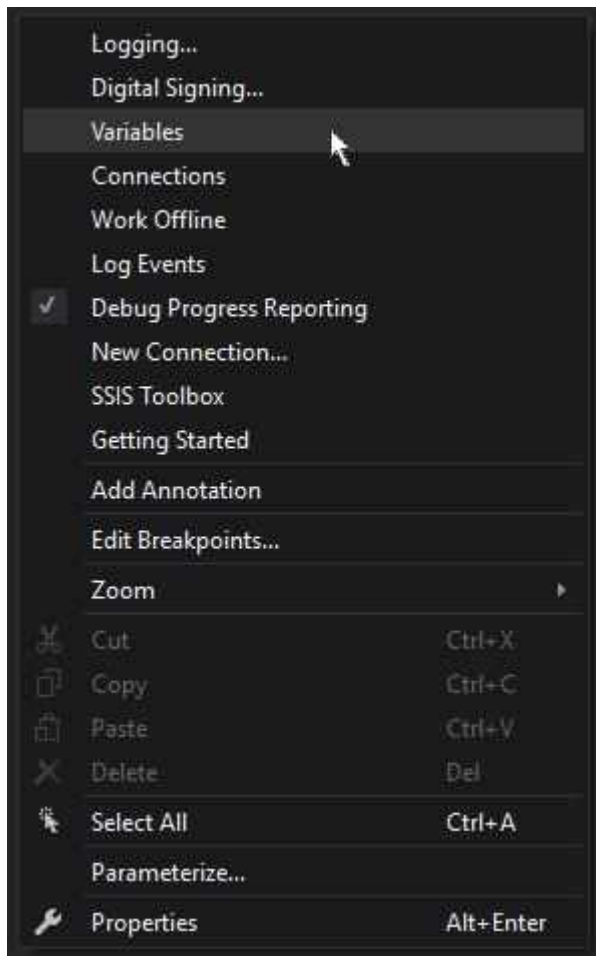 Logging...
Digital Signing...
Variables
Connections
Work Offline
Log Events
Debug Progress Reporting
New Connection...
SSIS Toolbox
Getting Started
Add Annotation
Edit Breakpoints...
Zoom
Cut Ctrl+X
Copy Ctrl+C
Paste Ctrl+V
Delete Del
Select All Ctrl+A
Parameterize...
Properties Alt+Enter